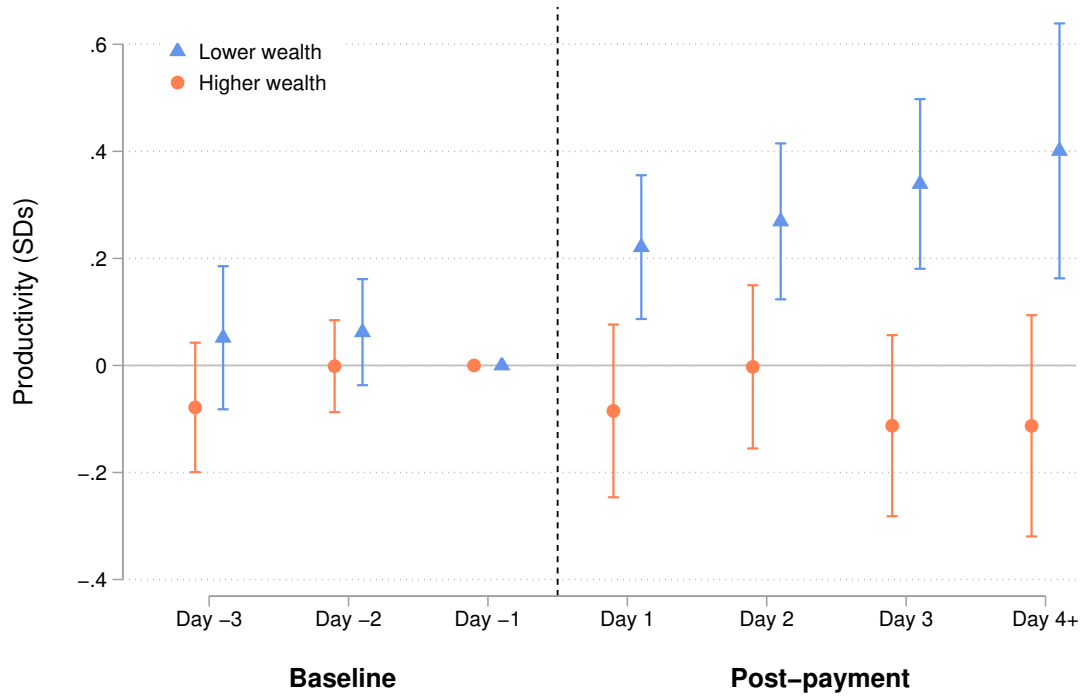 Productivity (SDs)
.6
.4
.2
0
−.2
−.4
Lower wealth
Higher wealth
Day −3
Day −2
Day −1
Day 1
Day 2
Day 3
Day 4+
Baseline
Post−payment